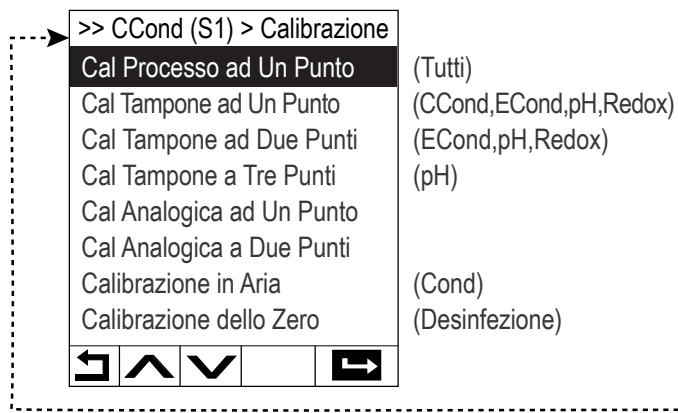 >> CCond (S1) > Calibrazione
Cal Processo ad Un Punto (Tutti)
Cal Tampone ad Un Punto (CCond,ECond,pH,Redox)
Cal Tampone ad Due Punti (ECond,pH,Redox)
Cal Tampone a Tre Punti (pH)
Cal Analogica ad Un Punto
Cal Analogica a Due Punti
Calibrazione in Aria (Cond)
Calibrazione dello Zero (Desinfezione)